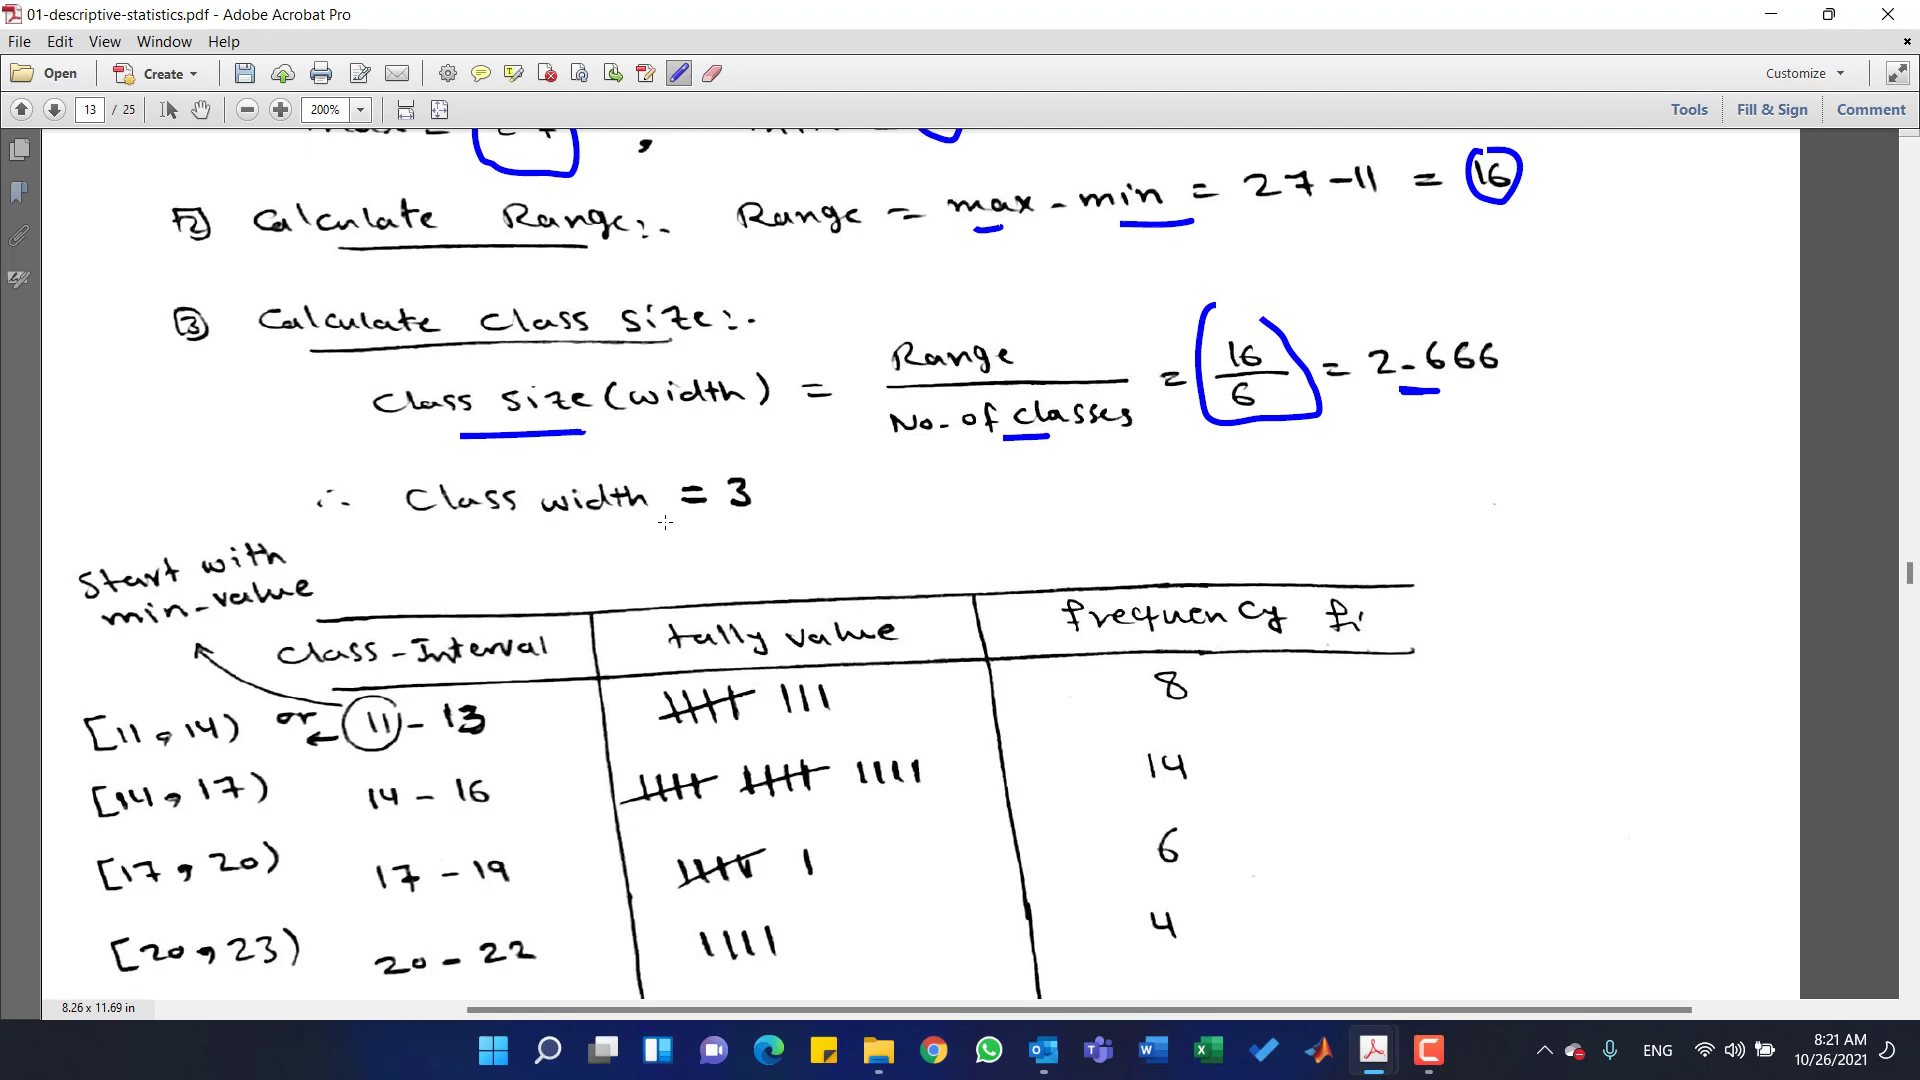 01-descriptive-statistics.pdf - Adobe Acrobat Pro
File Edit View Window Help
Open Create Customize
13 / 25 200% Tools Fill & Sign Comment
[2] Calculate Range:. Range = max - min = 27 - 11 = 16
③ Calculate class size:.
Class size (width) = Range / No. of classes = 16/6 = 2.666
∴ Class width = 3
Start with
min-value
Class-Interval tally value frequency fi
[11, 14) or 11 - 13 8
[14, 17) 14 - 16 14
[17, 20) 17 - 19 6
[20, 23) 20 - 22 4
8.26 x 11.69 in
ENG 8:21 AM
10/26/2021